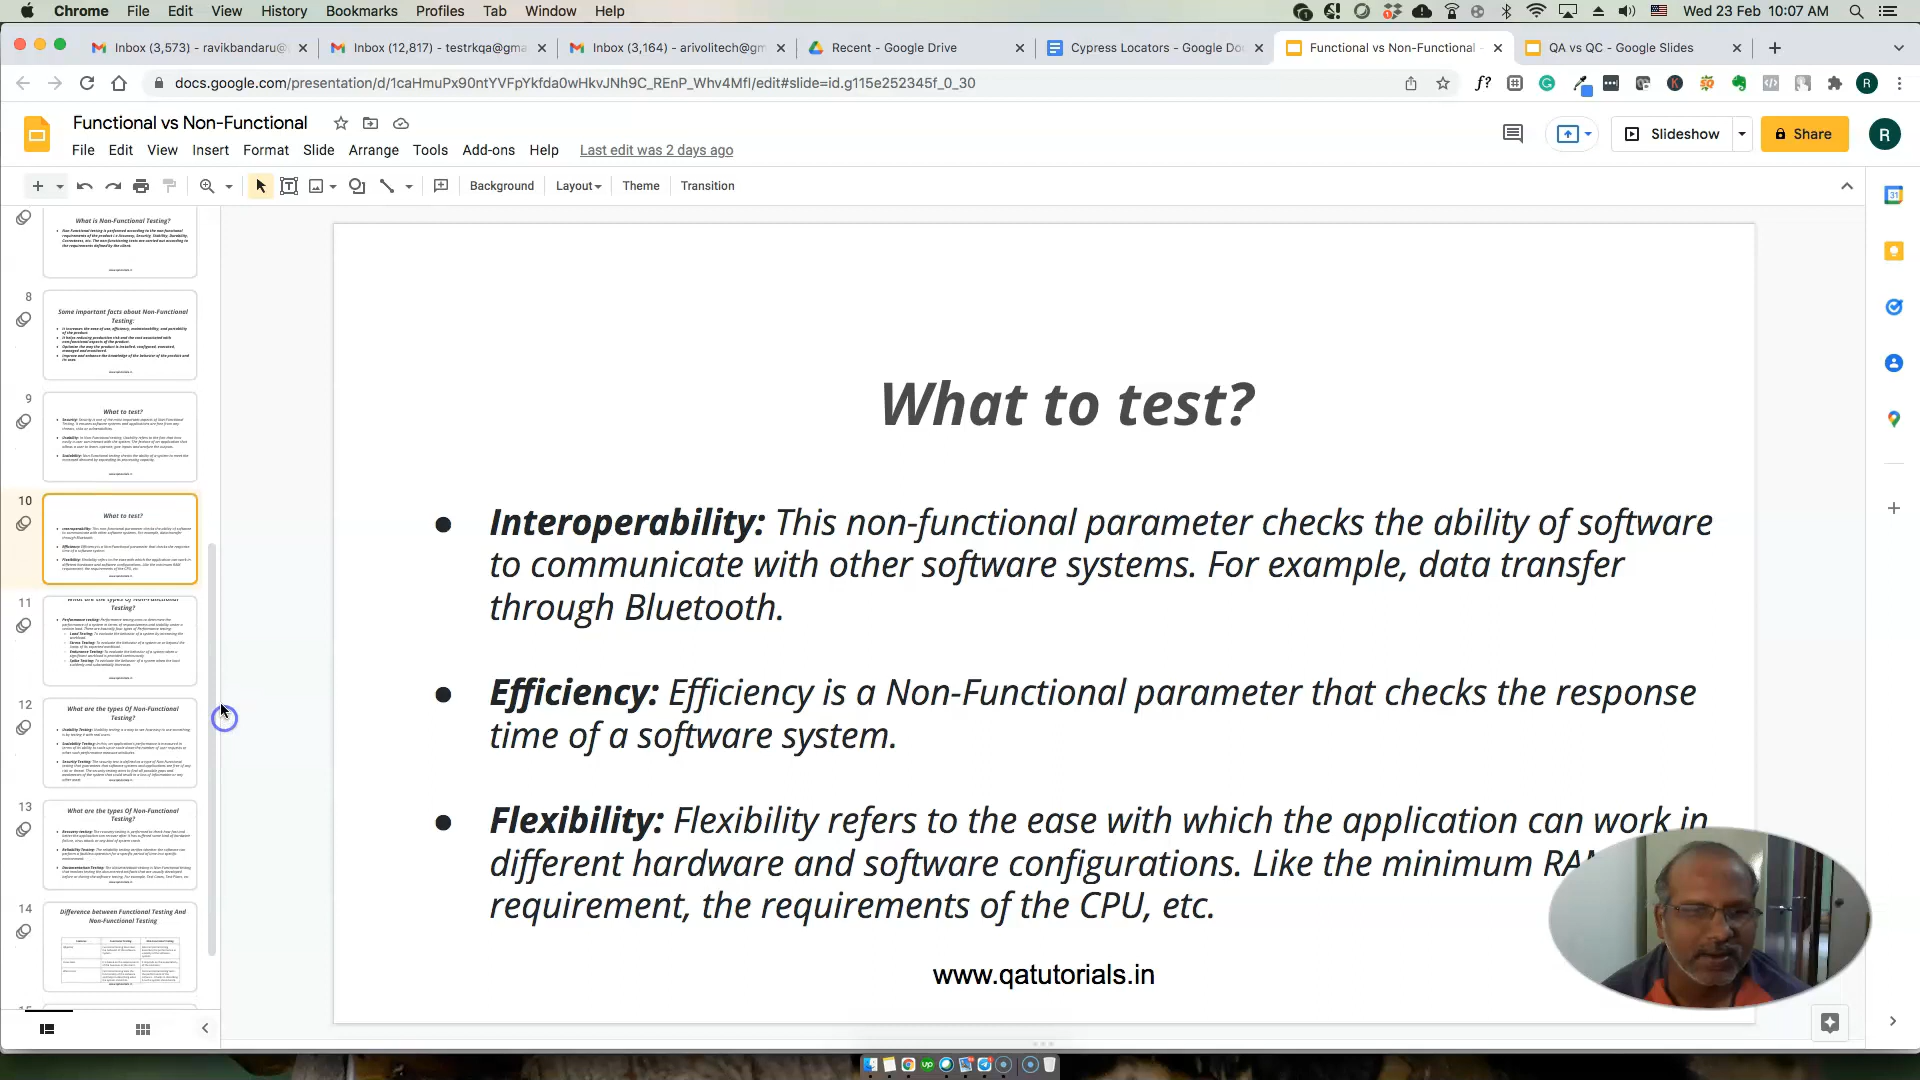 Chrome File Edit View History Bookmarks Profiles Tab Window Help
Wed 23 Feb 10:07 AM
Inbox (3,573) - ravikbandaru@
Inbox (12,817) - testrkqa@gma
Inbox (3,164) - arivolitech@gm
Recent - Google Drive
Cypress Locators - Google Do
Functional vs Non-Functional -
QA vs QC - Google Slides
docs.google.com/presentation/d/1caHmuPx90ntYVFpYkfda0wHkvJNh9C_REnP_Whv4MfI/edit#slide=id.g115e252345f_0_30
Functional vs Non-Functional
File Edit View Insert Format Slide Arrange Tools Add-ons Help Last edit was 2 days ago
Slideshow
Share
R
Background Layout Theme Transition
What is Non-Functional Testing?
8
Some important facts about Non-Functional
Testing:
9
What to test?
10
What to test?
11
What are the types Of Non-Functional
Testing?
12
What are the types Of Non-Functional
Testing?
13
What are the types Of Non-Functional
Testing?
14
Difference between Functional Testing And
Non-Functional Testing
What to test?
● Interoperability: This non-functional parameter checks the ability of software
to communicate with other software systems. For example, data transfer
through Bluetooth.
● Efficiency: Efficiency is a Non-Functional parameter that checks the response
time of a software system.
● Flexibility: Flexibility refers to the ease with which the application can work in
different hardware and software configurations. Like the minimum RA
requirement, the requirements of the CPU, etc.
www.qatutorials.in